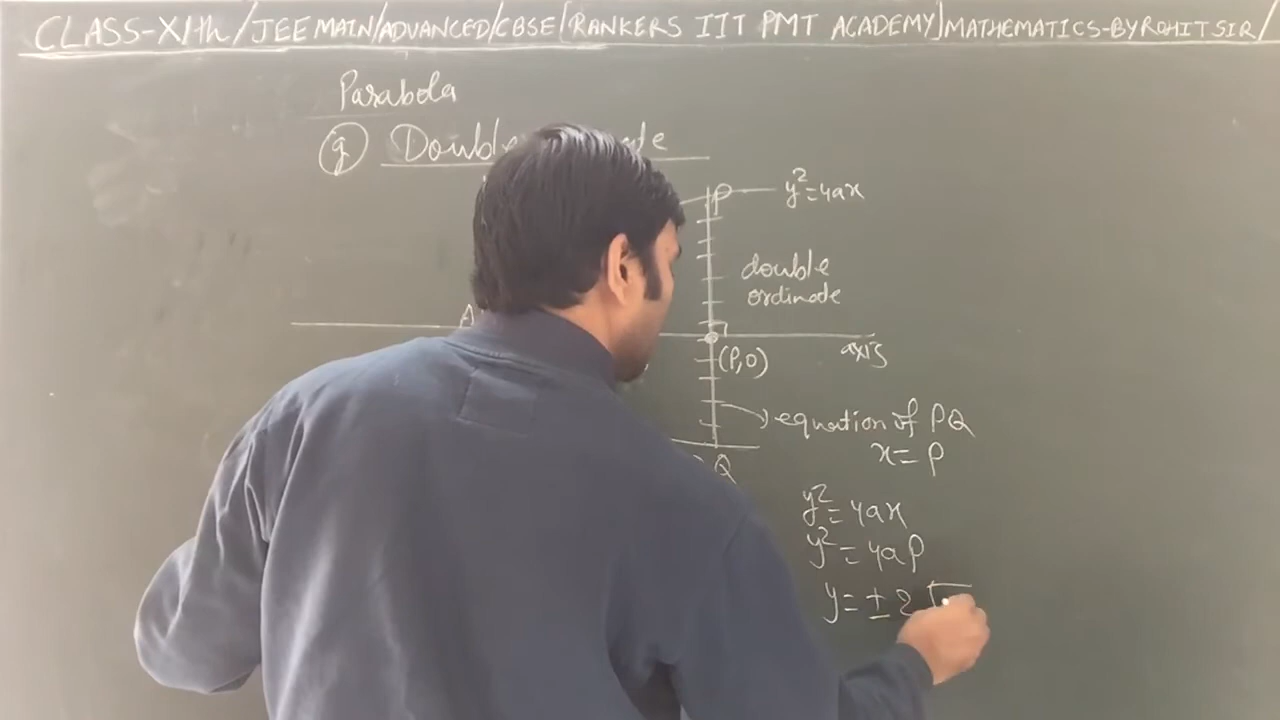 CLASS-XIth/JEE MAIN/ADVANCED/CBSE[RANKERS IIT PMT ACADEMY]MATHEMATICS-BY ROHIT SIR/
Parabola
(g) Double
P y²=4ax
double
ordinate
A
(P,0) axis
equation of PQ
x=P
Q
y²=4ax
y²=4aP
y=±2√